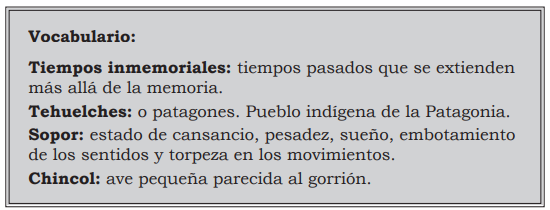 Vocabulario:
Tiempos inmemoriales: tiempos pasados que se extienden
más allá de la memoria.
Tehuelches: o patagones. Pueblo indígena de la Patagonia.
Sopor: estado de cansancio, pesadez, sueño, embotamiento
de los sentidos y torpeza en los movimientos.
Chincol: ave pequeña parecida al gorrión.